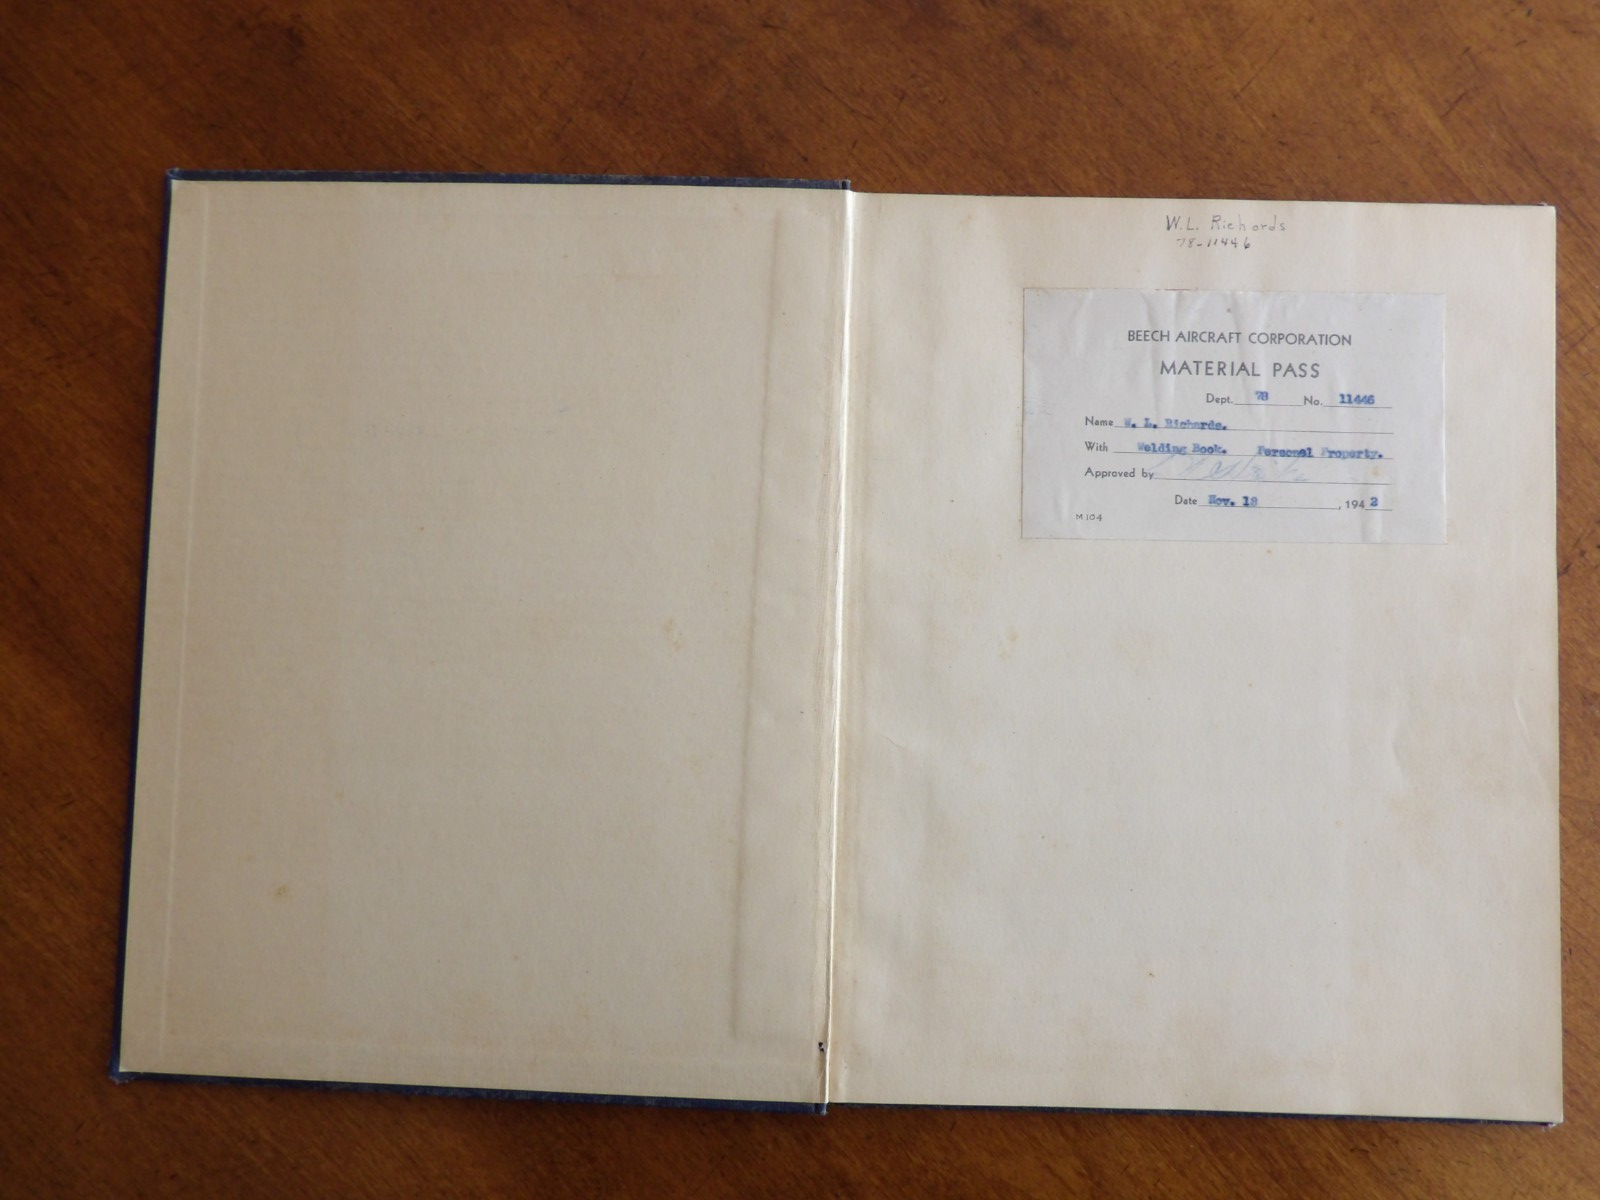 W.L. Richards
78-11446
BEECH AIRCRAFT CORPORATION
MATERIAL PASS
Dept. 78 No. 11446
Name W. L. Richards.
With Welding Book. Personal Property.
Approved by
Date Nov. 18, 1942
M104